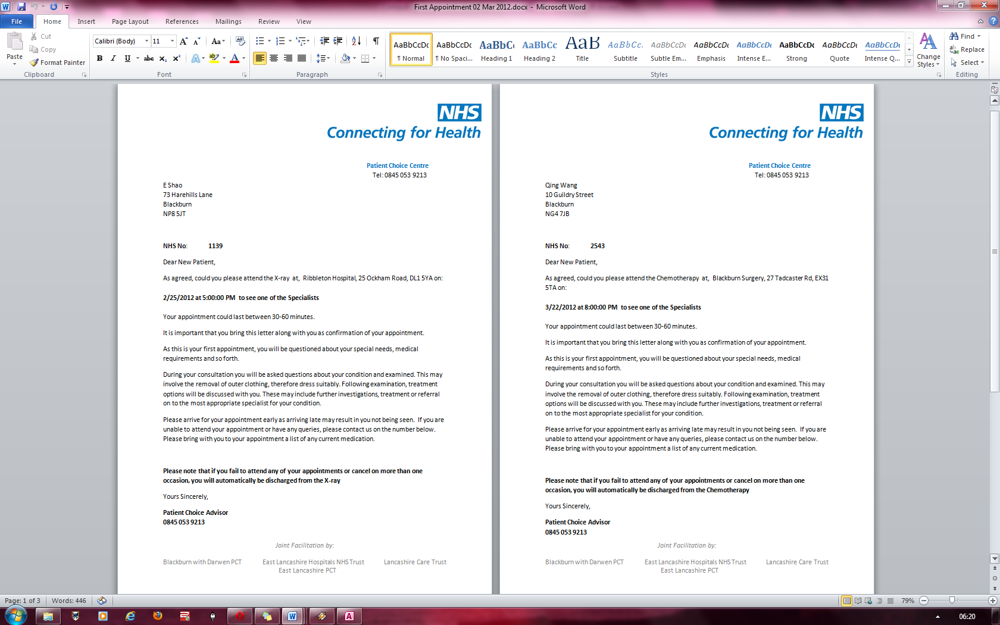 First Appointment 02 Mar 2012.docx - Microsoft Word
File Home Insert Page Layout References Mailings Review View
Paste
Cut
Copy
Format Painter
Clipboard
Calibri (Body) 11
Font
Paragraph
AaBbCcDc AaBbCcDc AaBbC AaBbCc AaB AaBbCc. AaBbCcDc AaBbCcDc AaBbCcDc AaBbCcDc AaBbCcDc AaBbCcDc
¶ Normal ¶ No Spaci... Heading 1 Heading 2 Title Subtitle Subtle Em... Emphasis Intense E... Strong Quote Intense Q...
Styles
Change
Styles
Find
Replace
Select
Editing
NHS
Connecting for Health
Patient Choice Centre
Tel: 0845 053 9213
E Shao
73 Harehills Lane
Blackburn
NP8 5JT
NHS No: 1139
Dear New Patient,
As agreed, could you please attend the X-ray at, Ribbleton Hospital, 25 Ockham Road, DL1 5YA on:
2/25/2012 at 5:00:00 PM to see one of the Specialists
Your appointment could last between 30-60 minutes.
It is important that you bring this letter along with you as confirmation of your appointment.
As this is your first appointment, you will be questioned about your special needs, medical
requirements and so forth.
During your consultation you will be asked questions about your condition and examined. This may
involve the removal of outer clothing, therefore dress suitably. Following examination, treatment
options will be discussed with you. These may include further investigations, treatment or referral
on to the most appropriate specialist for your condition.
Please arrive for your appointment early as arriving late may result in you not being seen. If you are
unable to attend your appointment or have any queries, please contact us on the number below.
Please bring with you to your appointment a list of any current medication.
Please note that if you fail to attend any of your appointments or cancel on more than one
occasion, you will automatically be discharged from the X-ray
Yours Sincerely,
Patient Choice Advisor
0845 053 9213
Joint Facilitation by:
Blackburn with Darwen PCT East Lancashire Hospitals NHS Trust Lancashire Care Trust
East Lancashire PCT
NHS
Connecting for Health
Patient Choice Centre
Tel: 0845 053 9213
Qing Wang
10 Guildry Street
Blackburn
NG4 7JB
NHS No: 2543
Dear New Patient,
As agreed, could you please attend the Chemotherapy at, Blackburn Surgery, 27 Tadcaster Rd, EX31
5TA on:
3/22/2012 at 8:00:00 PM to see one of the Specialists
Your appointment could last between 30-60 minutes.
It is important that you bring this letter along with you as confirmation of your appointment.
As this is your first appointment, you will be questioned about your special needs, medical
requirements and so forth.
During your consultation you will be asked questions about your condition and examined. This may
involve the removal of outer clothing, therefore dress suitably. Following examination, treatment
options will be discussed with you. These may include further investigations, treatment or referral
on to the most appropriate specialist for your condition.
Please arrive for your appointment early as arriving late may result in you not being seen. If you are
unable to attend your appointment or have any queries, please contact us on the number below.
Please bring with you to your appointment a list of any current medication.
Please note that if you fail to attend any of your appointments or cancel on more than one
occasion, you will automatically be discharged from the Chemotherapy
Yours Sincerely,
Patient Choice Advisor
0845 053 9213
Joint Facilitation by:
Blackburn with Darwen PCT East Lancashire Hospitals NHS Trust Lancashire Care Trust
East Lancashire PCT
Page: 1 of 3 Words: 446
79%
06:20